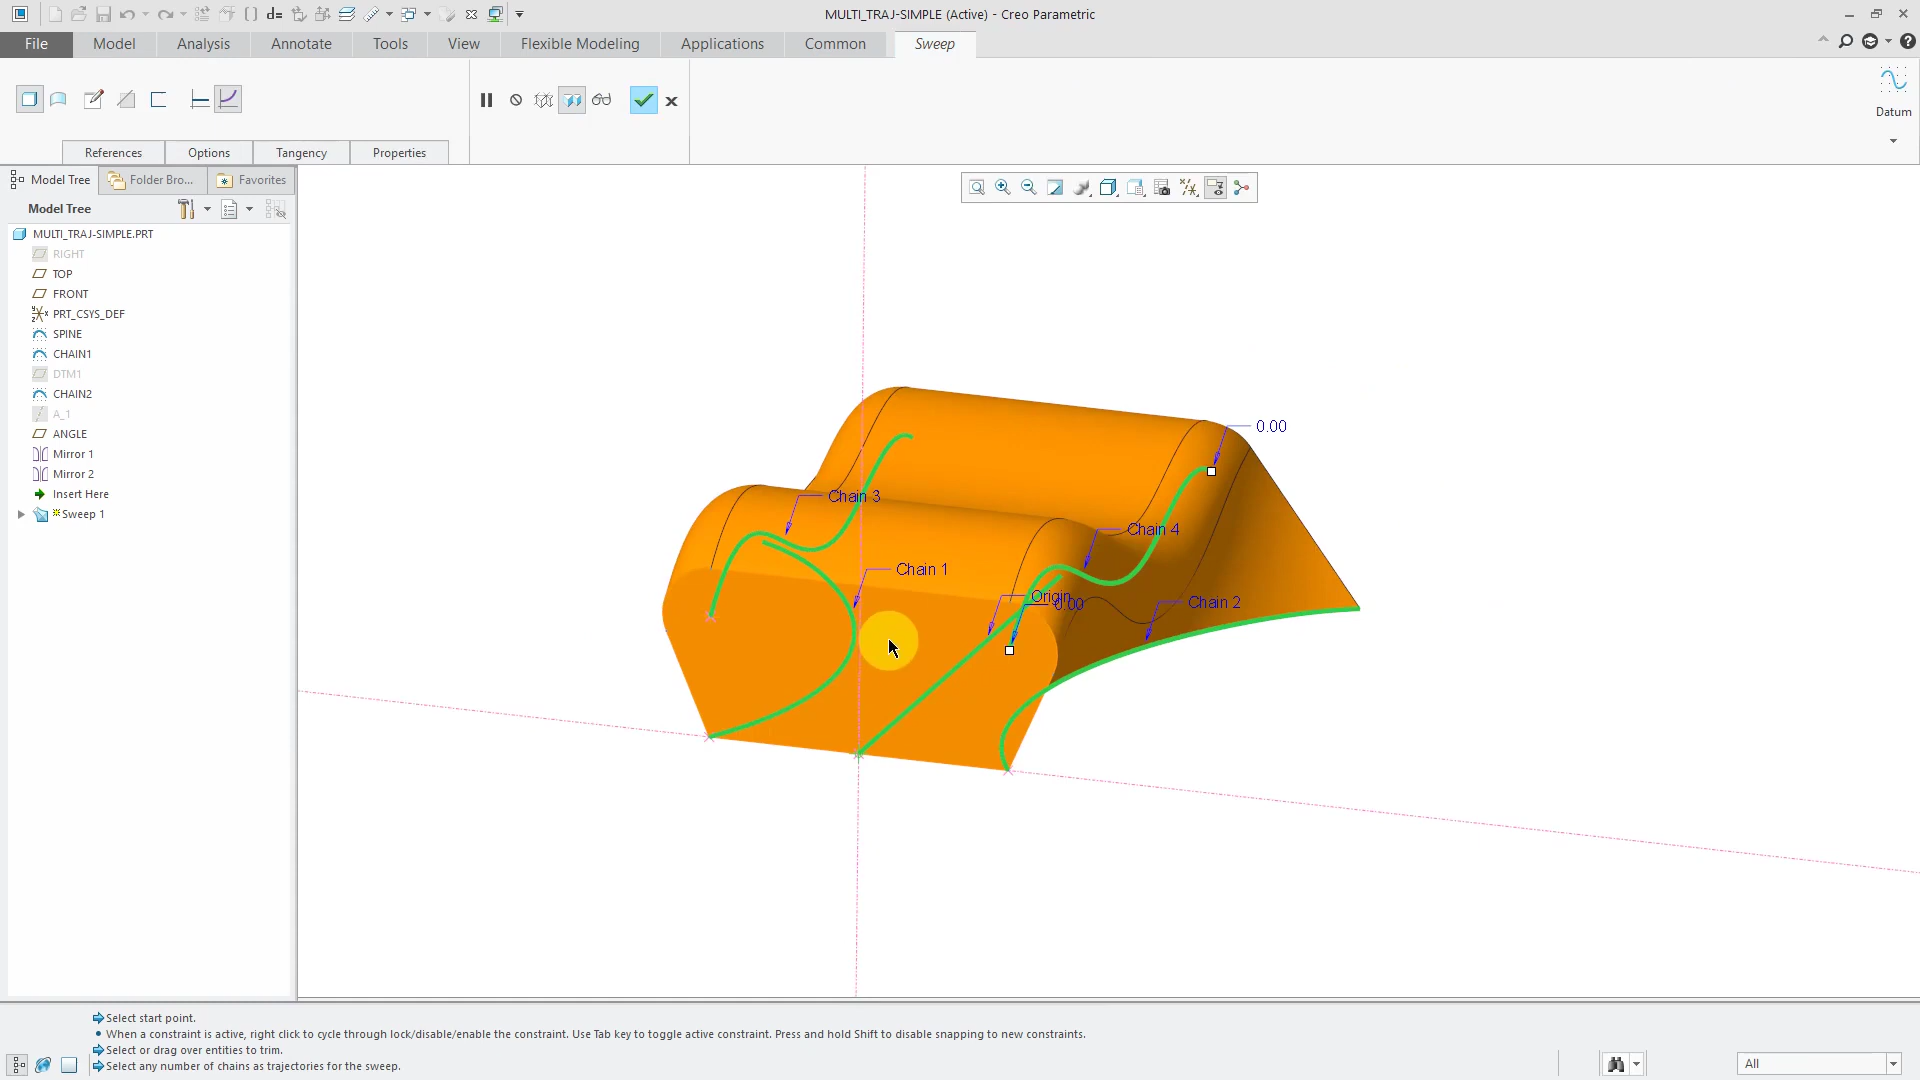 MULTI_TRAJ-SIMPLE (Active) - Creo Parametric
File Model Analysis Annotate Tools View Flexible Modeling Applications Common Sweep
Datum
References Options Tangency Properties
Model Tree Folder Bro... Favorites
Model Tree
MULTI_TRAJ-SIMPLE.PRT
RIGHT
TOP
FRONT
PRT_CSYS_DEF
SPINE
CHAIN1
DTM1
CHAIN2
A_1
ANGLE
Mirror 1
Mirror 2
Insert Here
Sweep 1
0.00
Chain 3
Chain 4
Chain 1
Origin
0.00
Chain 2
Select start point.
When a constraint is active, right click to cycle through lock/disable/enable the constraint. Use Tab key to toggle active constraint. Press and hold Shift to disable snapping to new constraints.
Select or drag over entities to trim.
Select any number of chains as trajectories for the sweep.
All